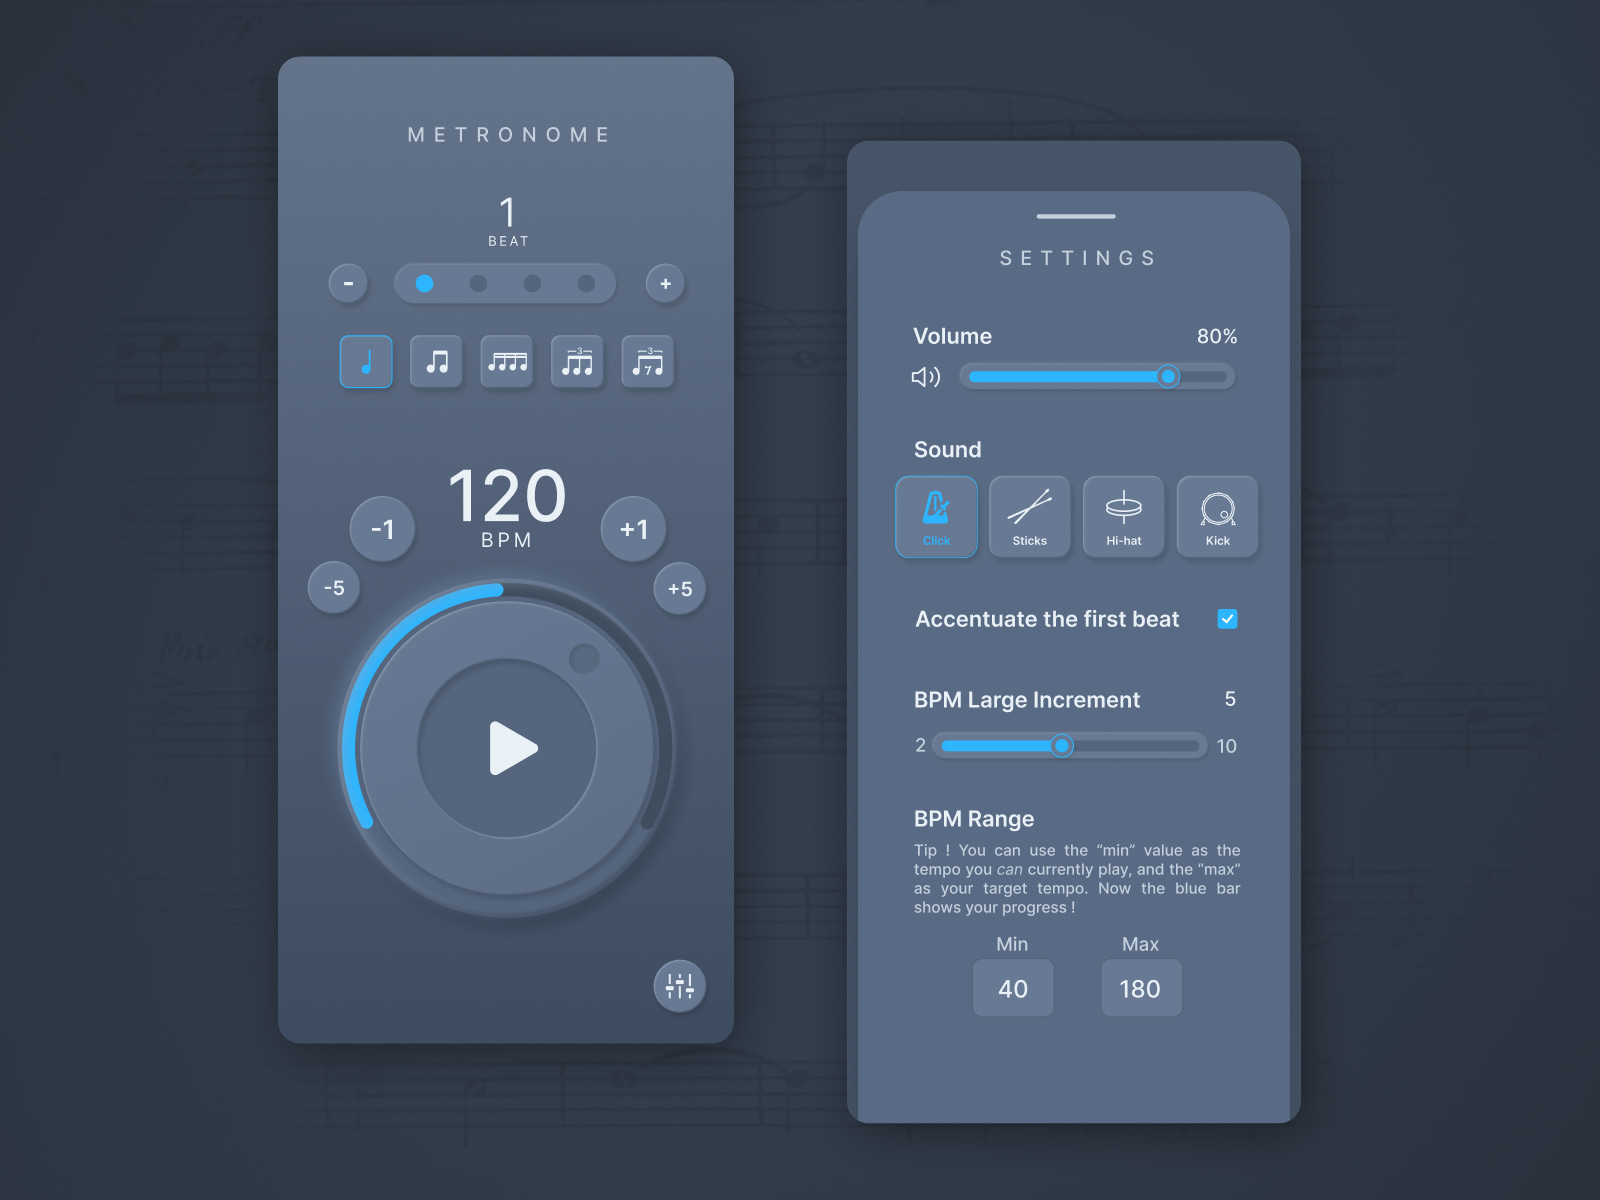 METRONOME
1
BEAT
-
+
3
3
120
BPM
-1
+1
-5
+5
SETTINGS
Volume
80%
Sound
Click
Sticks
Hi-hat
Kick
Accentuate the first beat
BPM Large Increment
5
2
10
BPM Range
Tip ! You can use the “min” value as the
tempo you can currently play, and the “max”
as your target tempo. Now the blue bar
shows your progress !
Min
Max
40
180